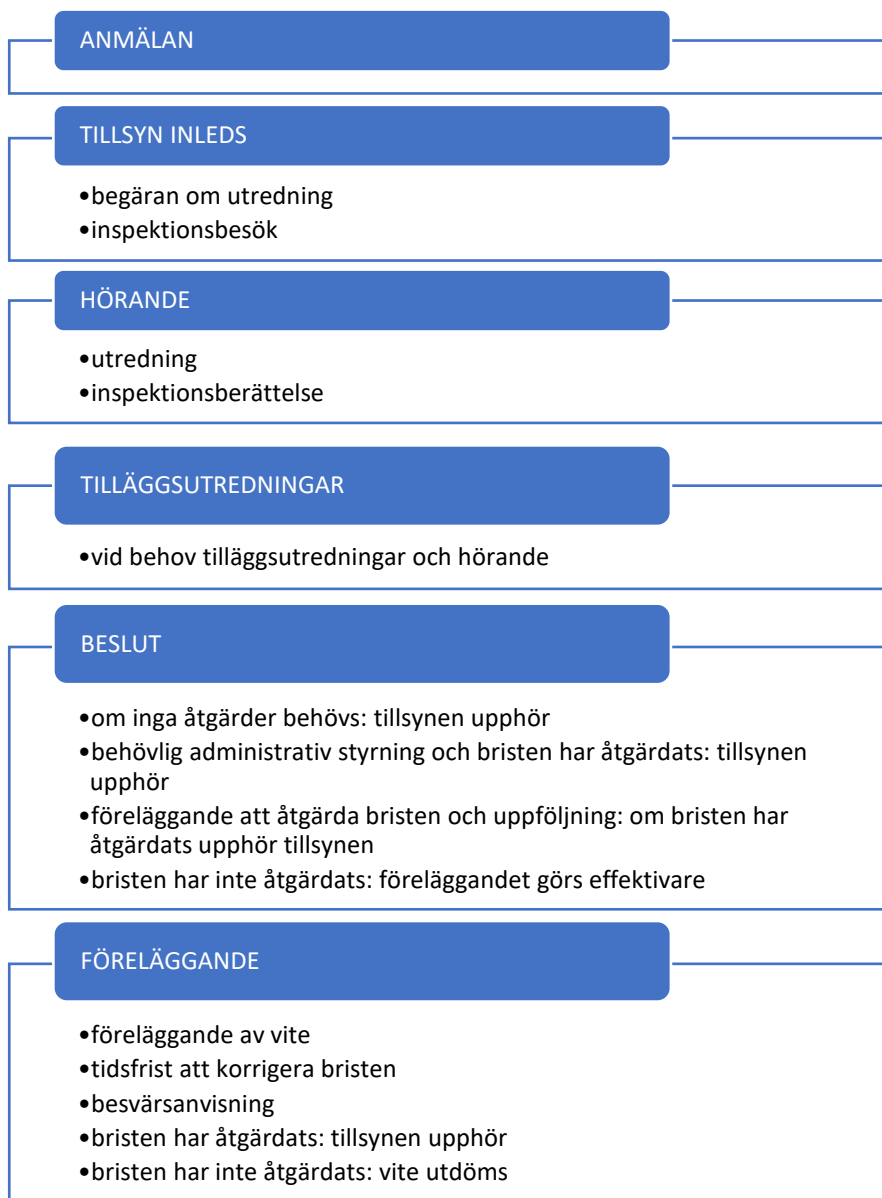 ANMÄLAN
TILLSYN INLEDS
•begäran om utredning
•inspektionsbesök
HÖRANDE
•utredning
•inspektionsberättelse
TILLÄGGSUTREDNINGAR
•vid behov tilläggsutredningar och hörande
BESLUT
•om inga åtgärder behövs: tillsynen upphör
•behövlig administrativ styrning och bristen har åtgärdats: tillsynen
upphör
•föreläggande att åtgärda bristen och uppföljning: om bristen har
åtgärdats upphör tillsynen
•bristen har inte åtgärdats: föreläggandet görs effektivare
FÖRELÄGGANDE
•föreläggande av vite
•tidsfrist att korrigera bristen
•besvärsanvisning
•bristen har åtgärdats: tillsynen upphör
•bristen har inte åtgärdats: vite utdöms